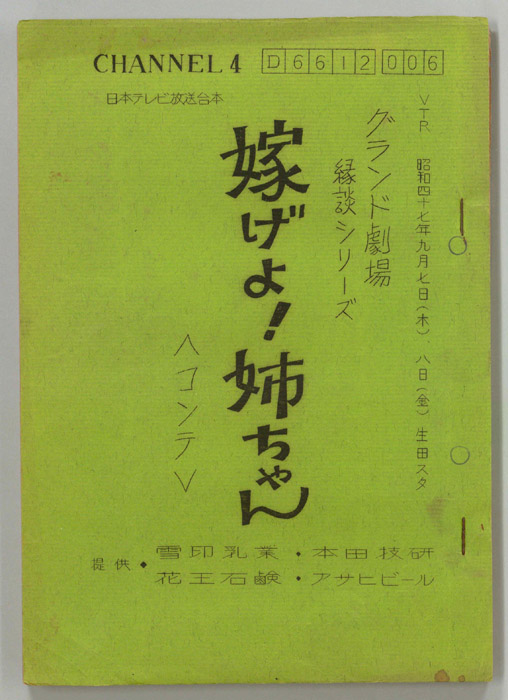 CHANNEL 4 D6612006
日本テレビ放送台本
VTR 昭和四十七年九月七日(木) 八日(金) 生田スタ
グランド劇場
縁談シリーズ
嫁げよ!姉ちゃん
<コンテ>
提供◆雪印乳業・本田技研
花王石鹸・アサヒビール